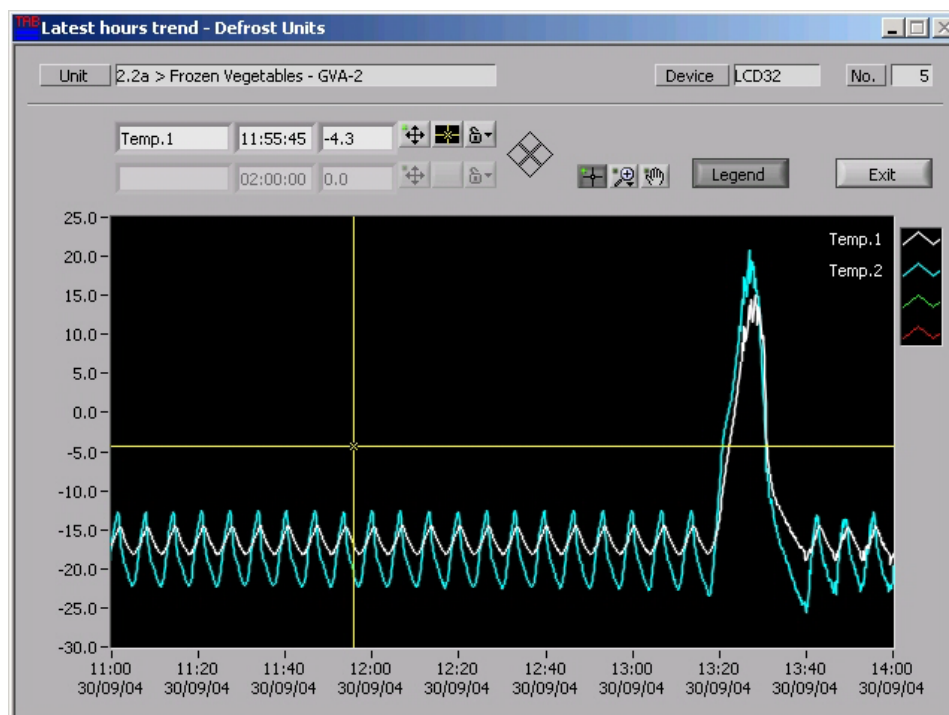 TAB Latest hours trend - Defrost Units
Unit 2.2a > Frozen Vegetables - GVA-2 Device LCD32 No. 5
Temp.1 11:55:45 -4.3
02:00:00 0.0
Legend Exit
Temp.1
Temp.2
25.0
20.0
15.0
10.0
5.0
0.0
-5.0
-10.0
-15.0
-20.0
-25.0
-30.0
11:00 11:20 11:40 12:00 12:20 12:40 13:00 13:20 13:40 14:00
30/09/04 30/09/04 30/09/04 30/09/04 30/09/04 30/09/04 30/09/04 30/09/04 30/09/04 30/09/04